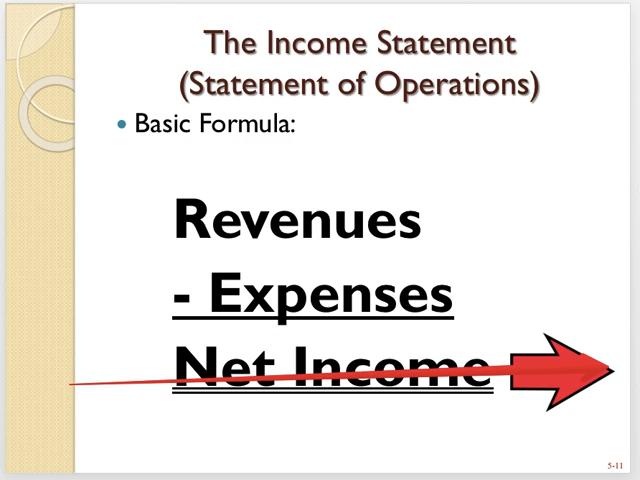 The Income Statement
(Statement of Operations)
• Basic Formula:
Revenues
- Expenses
Net Income
5-11